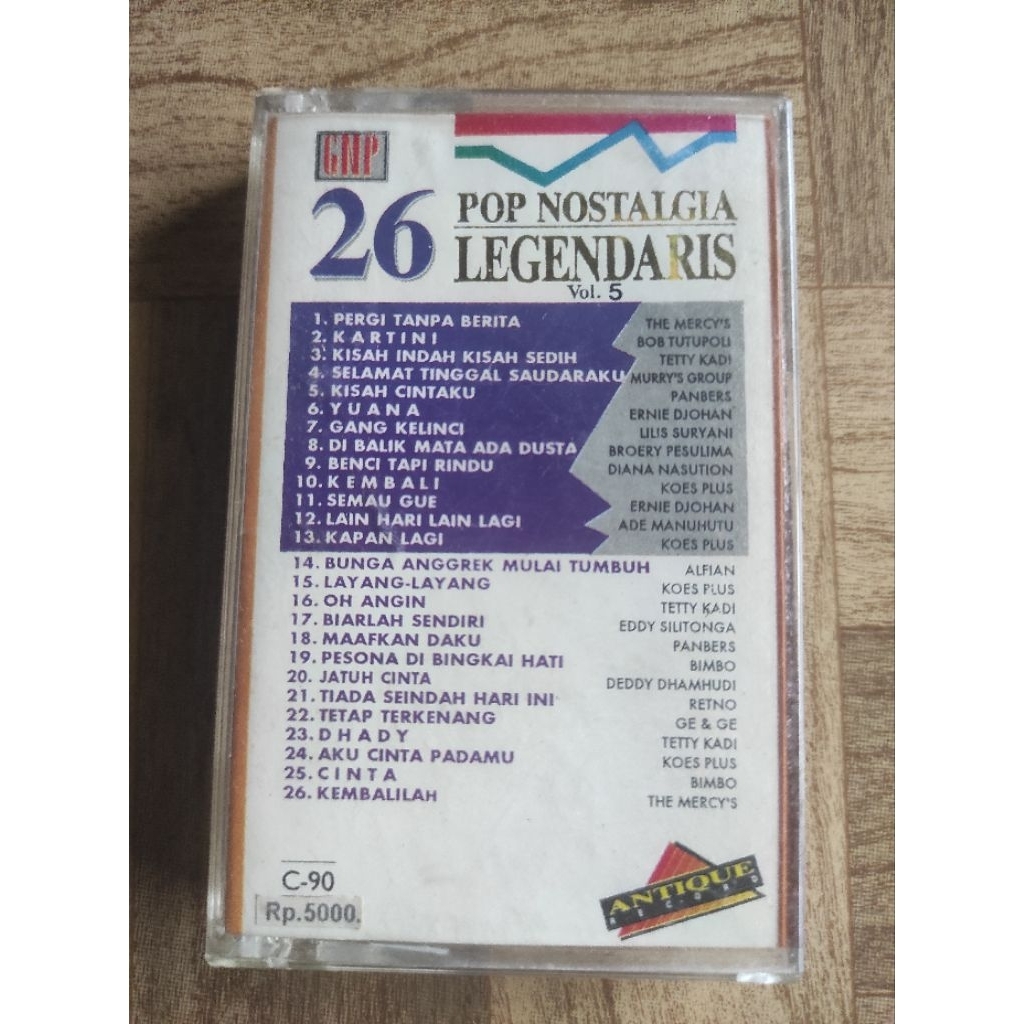 GNP
26 POP NOSTALGIA
LEGENDARIS
Vol. 5
1. PERGI TANPA BERITA THE MERCY'S
2. KARTINI BOB TUTUPOLI
3. KISAH INDAH KISAH SEDIH TETTY KADI
4. SELAMAT TINGGAL SAUDARAKU MURRY'S GROUP
5. KISAH CINTAKU PANBERS
6. YUANA ERNIE DJOHAN
7. GANG KELINCI LILIS SURYANI
8. DI BALIK MATA ADA DUSTA BROERY PESULIMA
9. BENCI TAPI RINDU DIANA NASUTION
10. KEMBALI KOES PLUS
11. SEMAU GUE ERNIE DJOHAN
12. LAIN HARI LAIN LAGI ADE MANUHUTU
13. KAPAN LAGI KOES PLUS
14. BUNGA ANGGREK MULAI TUMBUH ALFIAN
15. LAYANG-LAYANG KOES PLUS
16. OH ANGIN TETTY KADI
17. BIARLAH SENDIRI EDDY SILITONGA
18. MAAFKAN DAKU PANBERS
19. PESONA DI BINGKAI HATI BIMBO
20. JATUH CINTA DEDDY DHAMHUDI
21. TIADA SEINDAH HARI INI RETNO
22. TETAP TERKENANG GE & GE
23. DHADY TETTY KADI
24. AKU CINTA PADAMU KOES PLUS
25. CINTA BIMBO
26. KEMBALILAH THE MERCY'S
C-90
Rp.5000.
ANTIQUE
RECORD